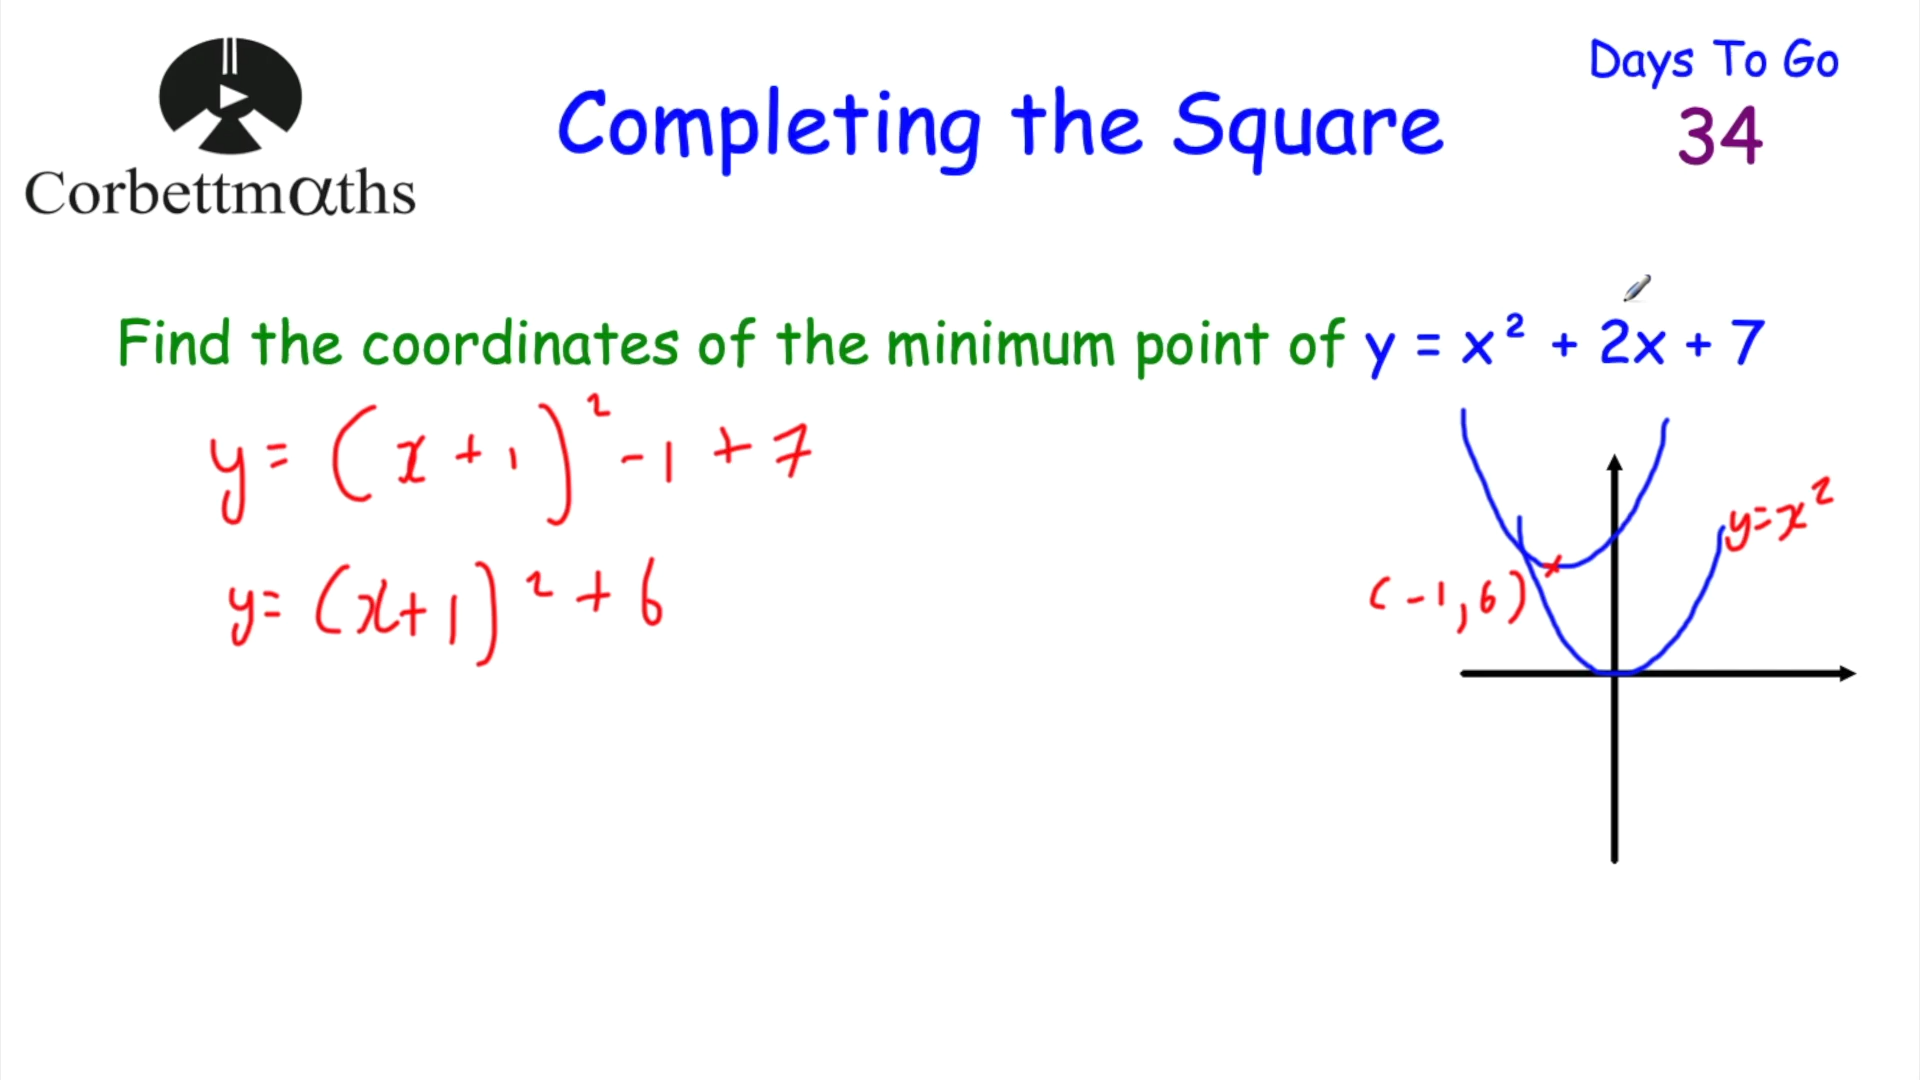 Corbettmαths
Completing the Square
Days To Go
34
Find the coordinates of the minimum point of y = x² + 2x + 7
y = (x + 1)² - 1 + 7
y = (x+1)² + 6
y=x²
(-1, 6)